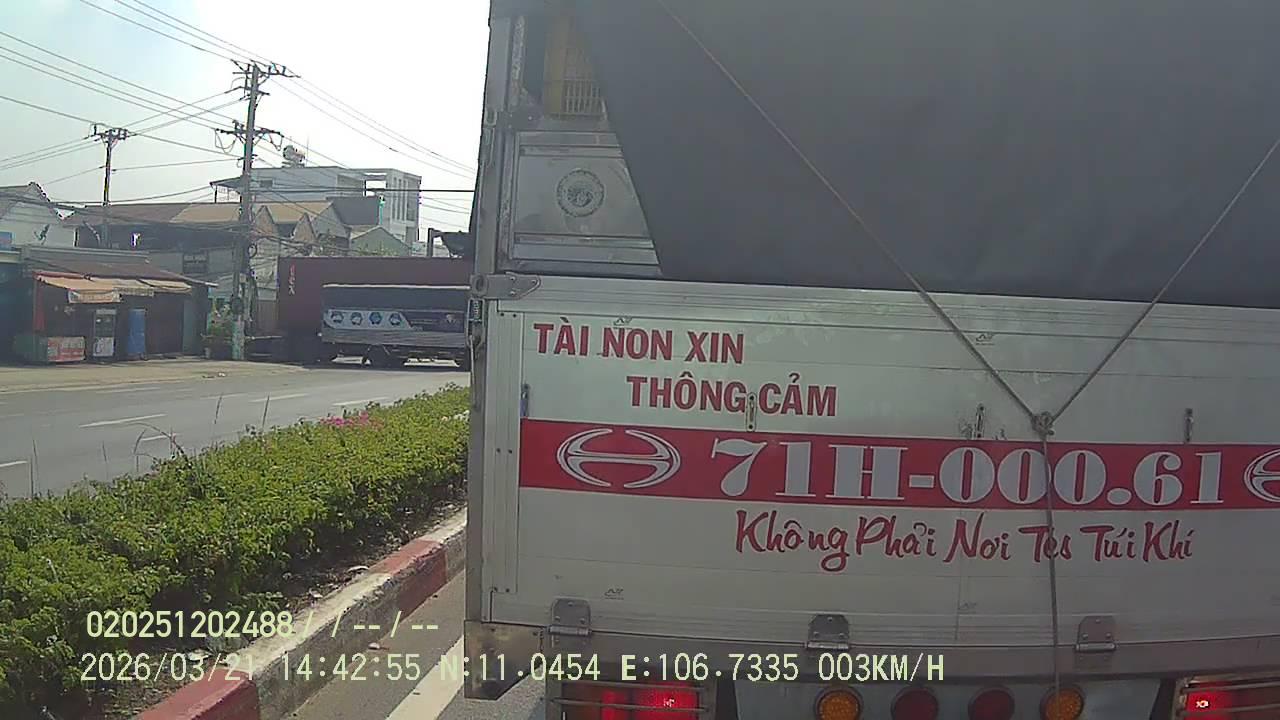 TÀI NON XIN
THÔNG CẢM
71H-000.61
Không Phải Nơi Tes Túi Khí
020251202488/ /--/--
2026/03/21 14:42:55 N:11.0454 E:106.7335 003KM/H